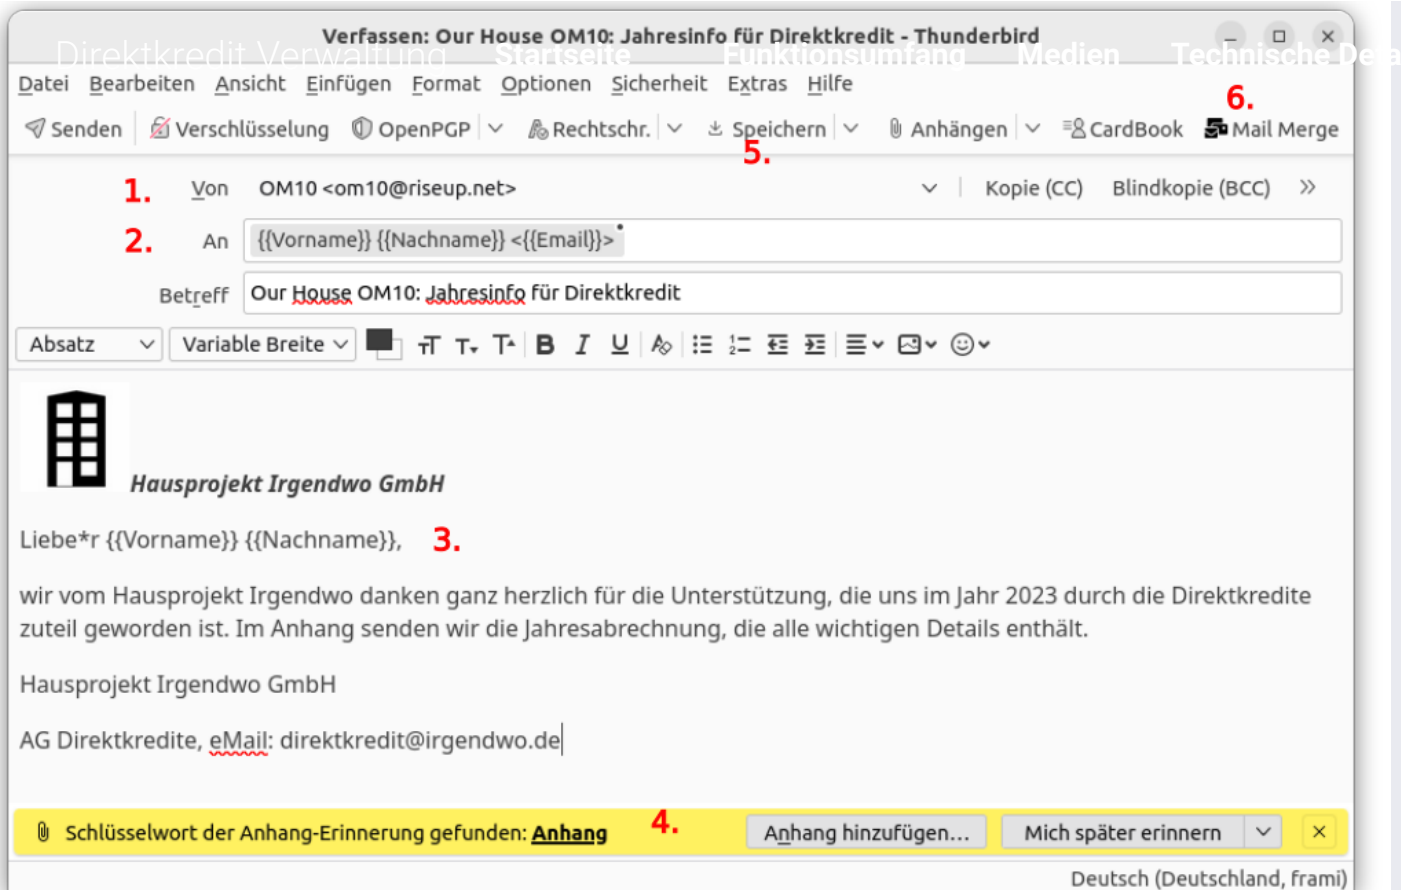 Verfassen: Our House OM10: Jahresinfo für Direktkredit - Thunderbird
Direktkredit Verwaltung Startseite Funktionsumfang Medien Technische Deta
Datei Bearbeiten Ansicht Einfügen Format Optionen Sicherheit Extras Hilfe
6.
Senden Verschlüsselung OpenPGP Rechtschr. Speichern Anhängen CardBook Mail Merge
5.
1. Von OM10 <om10@riseup.net> Kopie (CC) Blindkopie (BCC)
2. An {{Vorname}} {{Nachname}} <{{Email}}>
Betreff Our House OM10: Jahresinfo für Direktkredit
Absatz Variable Breite
Hausprojekt Irgendwo GmbH
Liebe*r {{Vorname}} {{Nachname}}, 3.
wir vom Hausprojekt Irgendwo danken ganz herzlich für die Unterstützung, die uns im Jahr 2023 durch die Direktkredite
zuteil geworden ist. Im Anhang senden wir die Jahresabrechnung, die alle wichtigen Details enthält.
Hausprojekt Irgendwo GmbH
AG Direktkredite, eMail: direktkredit@irgendwo.de
Schlüsselwort der Anhang-Erinnerung gefunden: Anhang 4. Anhang hinzufügen... Mich später erinnern
Deutsch (Deutschland, frami)